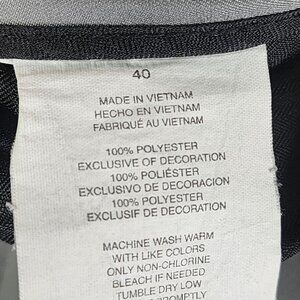 40
MADE IN VIETNAM
HECHO EN VIETNAM
FABRIQUÉ AU VIETNAM
100% POLYESTER
EXCLUSIVE OF DECORATION
100% POLIÉSTER
EXCLUSIVO DE DECORACION
100% POLYESTER
EXCLUSIF DE DECORATION
MACHINE WASH WARM
WITH LIKE COLORS
ONLY NON-CHLORINE
BLEACH IF NEEDED
TUMBLE DRY LOW
PROMPTLY